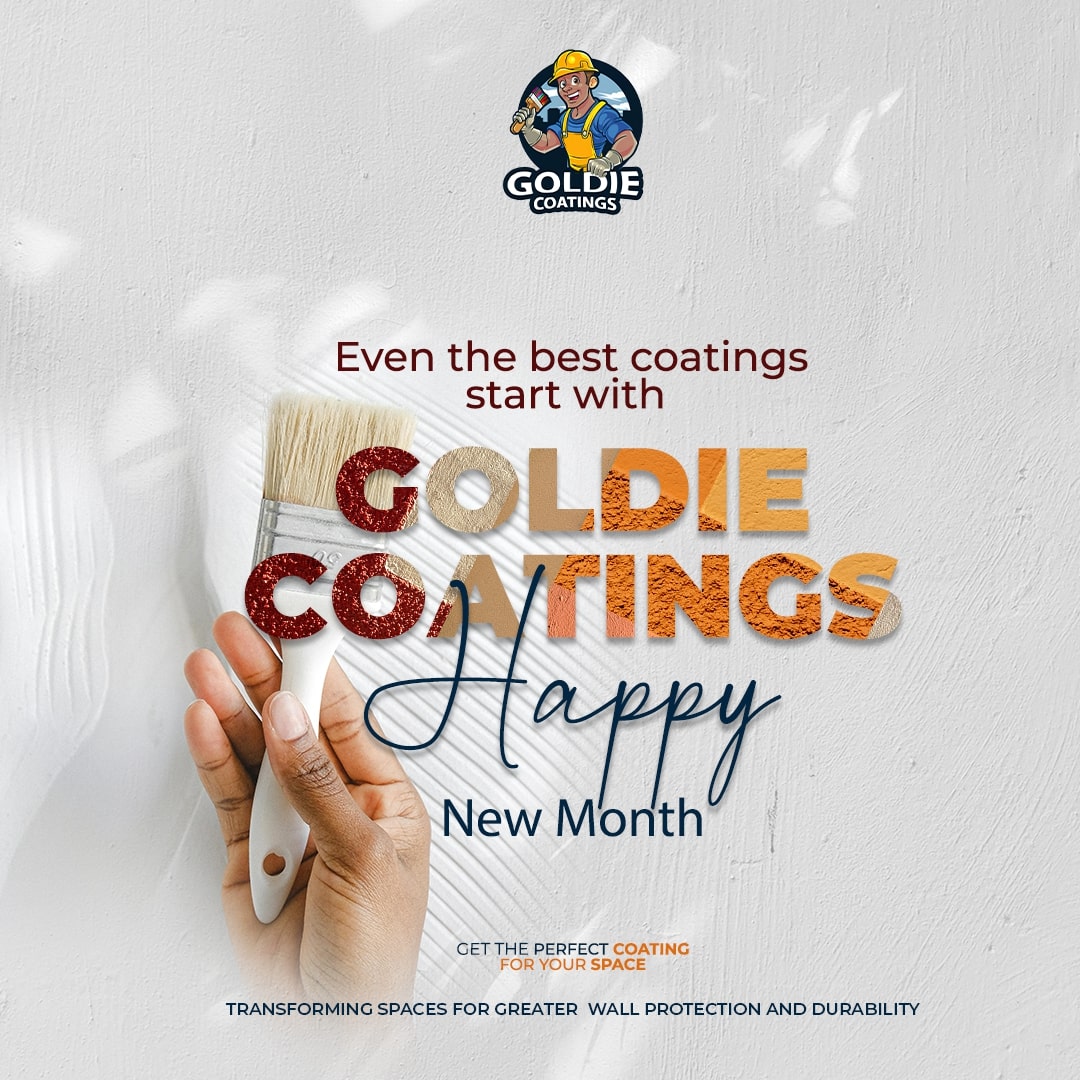 GOLDIE
COATINGS
Even the best coatings
start with
GOLDIE
COATINGS
Happy
New Month
GET THE PERFECT COATING
FOR YOUR SPACE
TRANSFORMING SPACES FOR GREATER WALL PROTECTION AND DURABILITY